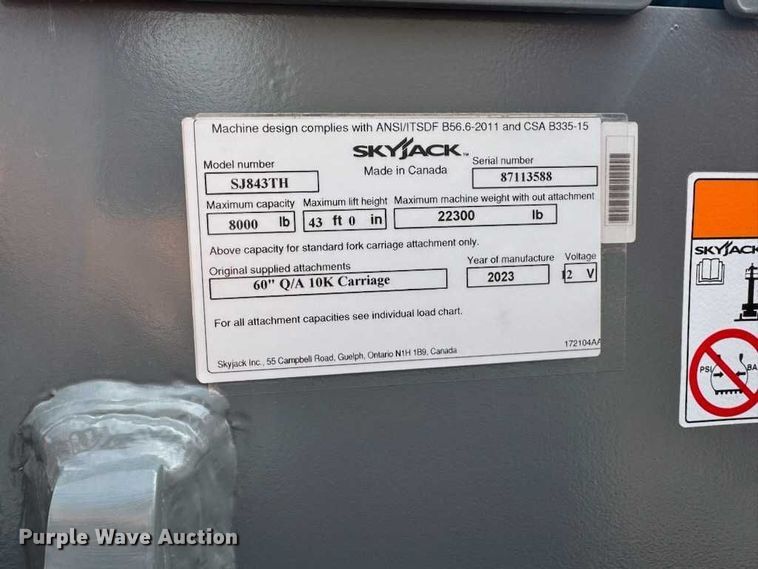 Machine design complies with ANSI/ITSDF B56.6-2011 and CSA B335-15
SKYJACK™
Made in Canada
Model number
SJ843TH
Serial number
87113588
Maximum capacity
8000 lb
Maximum lift height
43 ft 0 in
Maximum machine weight with out attachment
22300 lb
Above capacity for standard fork carriage attachment only.
Original supplied attachments
60" Q/A 10K Carriage
Year of manufacture
2023
Voltage
12 V
For all attachment capacities see individual load chart.
172104AA
Skyjack Inc., 55 Campbell Road, Guelph, Ontario N1H 1B9, Canada
SKYJACK
PSI
BA
Purple Wave Auction